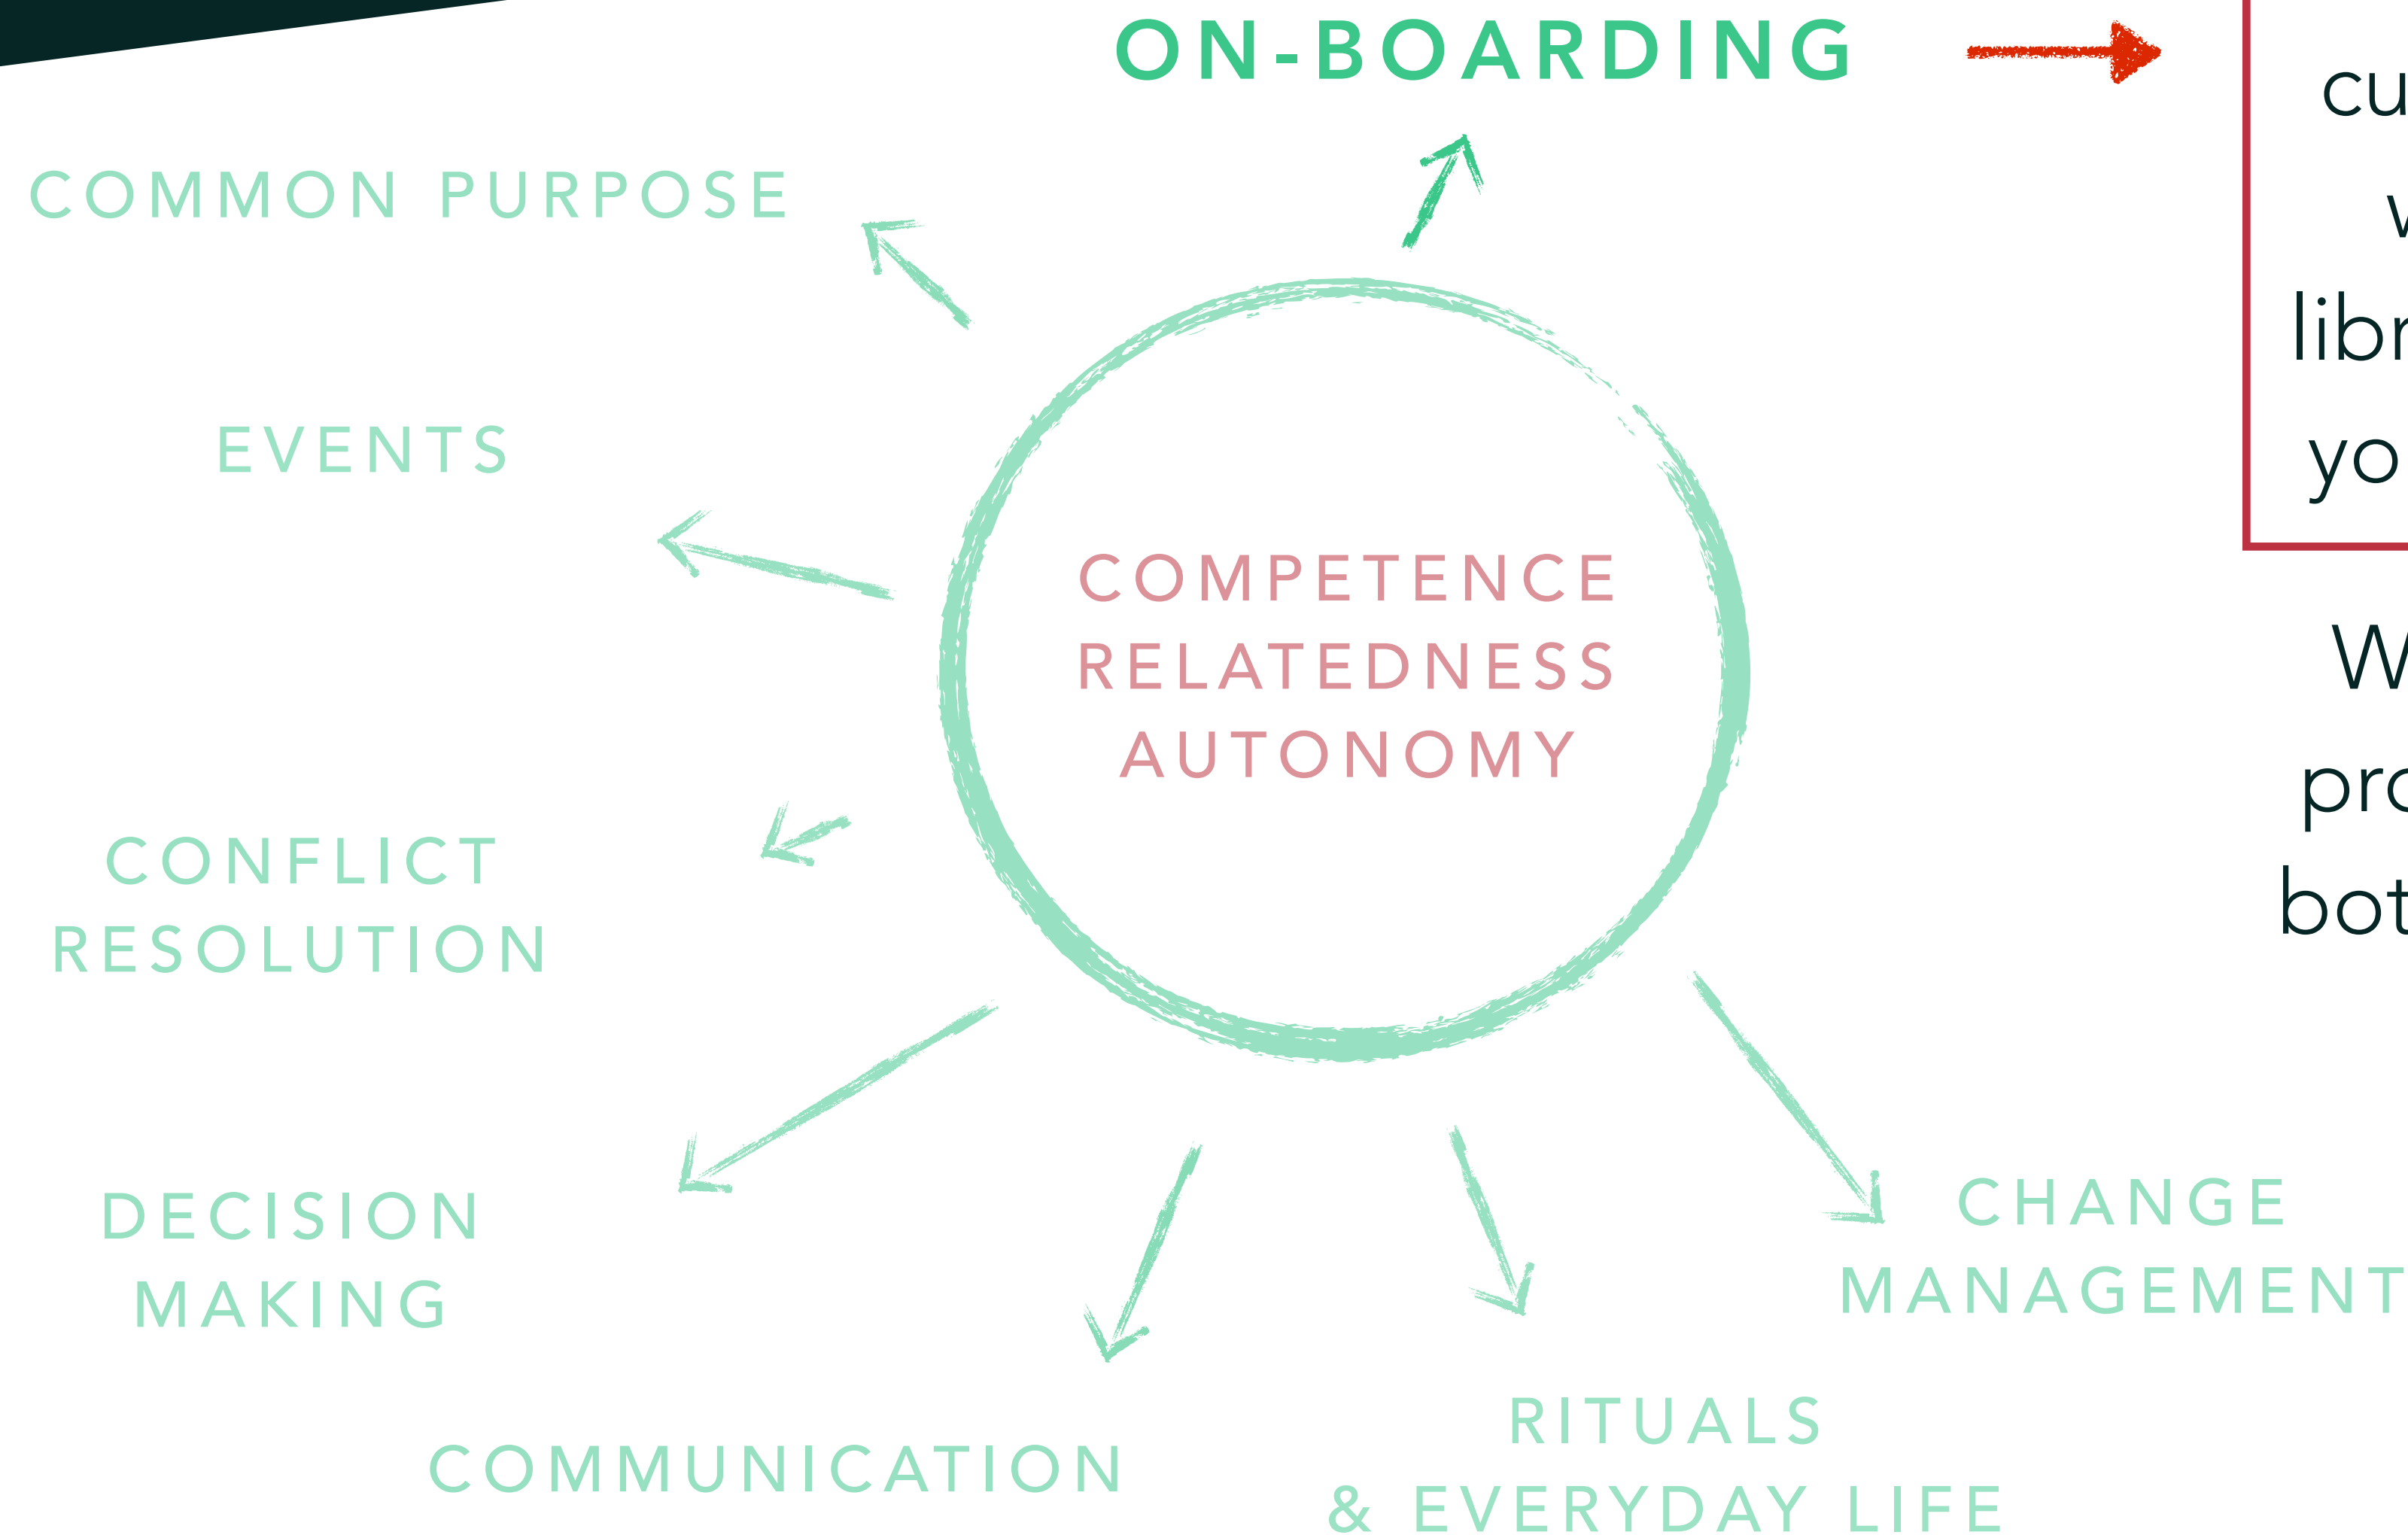 ON-BOARDING
COMMON PURPOSE
EVENTS
COMPETENCE
RELATEDNESS
AUTONOMY
CONFLICT
RESOLUTION
DECISION
MAKING
CHANGE
MANAGEMENT
COMMUNICATION
RITUALS
& EVERYDAY LIFE